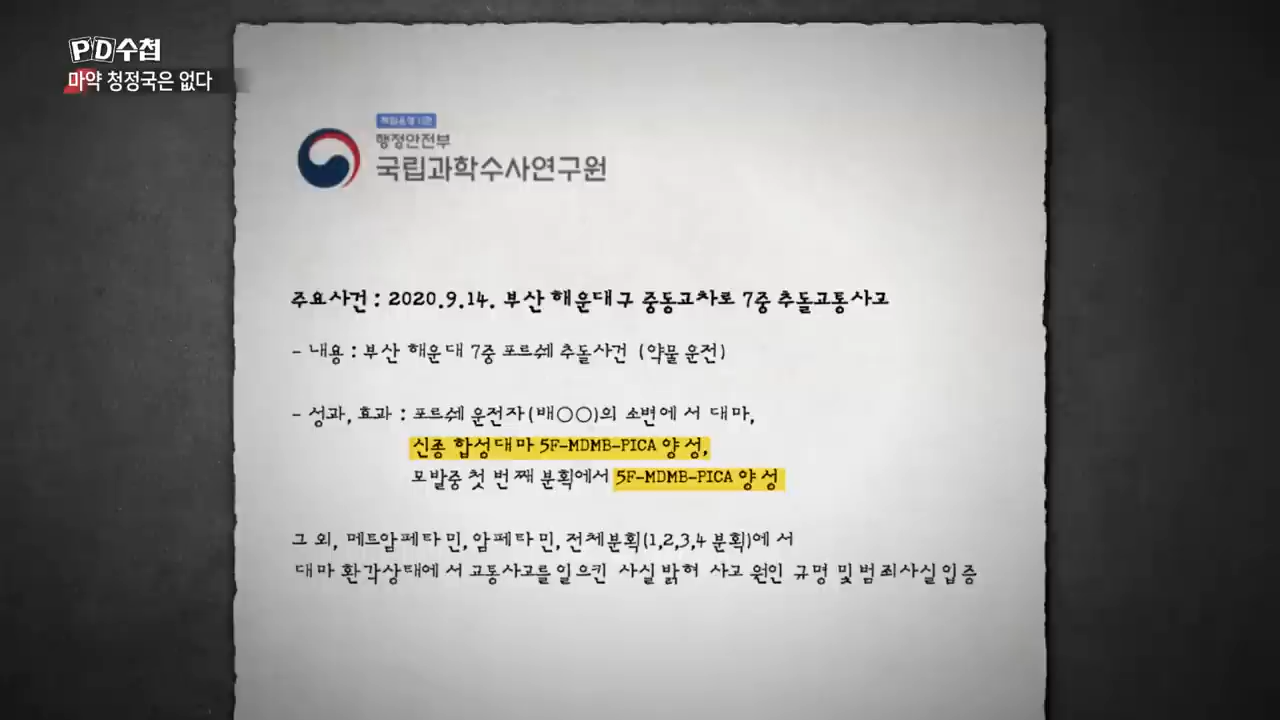 PD수첩
마약 청정국은 없다
책임운영기관
행정안전부
국립과학수사연구원
주요사건 : 2020.9.14. 부산 해운대구 중동교차로 7중 추돌교통사고
- 내용 : 부산 해운대 7중 포르쉐 추돌사건 (약물 운전)
- 성과, 효과 : 포르쉐 운전자(배○○)의 소변에서 대마,
신종 합성대마 5F-MDMB-PICA 양성,
모발중 첫 번째 분획에서 5F-MDMB-PICA 양성
그 외, 메트암페타민, 암페타민, 전체분획(1,2,3,4 분획)에서
대마 환각상태에서 교통사고를 일으킨 사실 밝혀 사고 원인 규명 및 범죄사실 입증